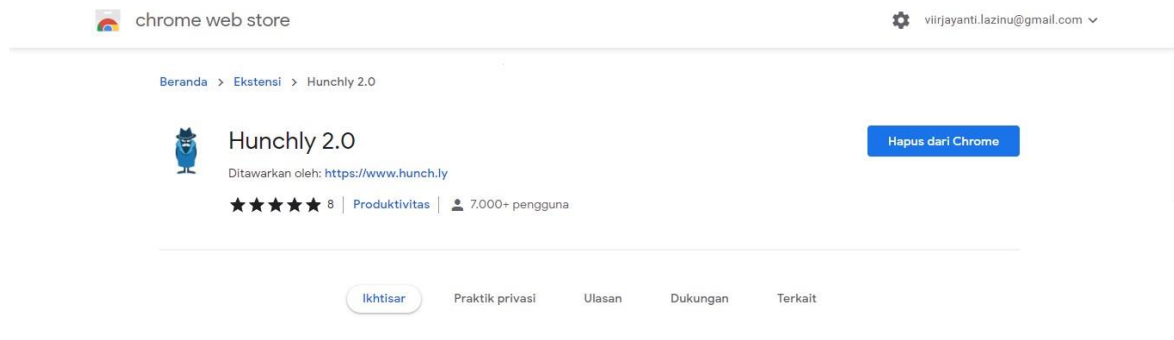 chrome web store
viirjayanti.lazinu@gmail.com
Beranda > Ekstensi > Hunchly 2.0
Hunchly 2.0
Hapus dari Chrome
Ditawarkan oleh: https://www.hunch.ly
★★★★★ 8 | Produktivitas | 7.000+ pengguna
Ikhtisar Praktik privasi Ulasan Dukungan Terkait